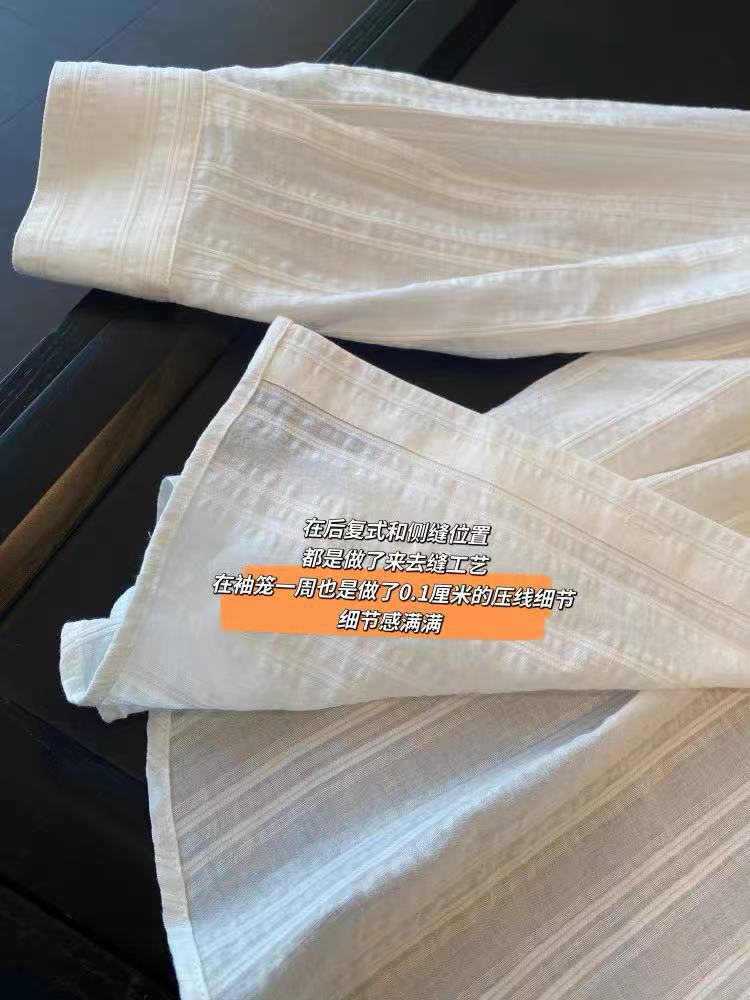 在后复式和侧缝位置
都是做了来去缝工艺
在袖笼一周也是做了0.1厘米的压线细节
细节感满满